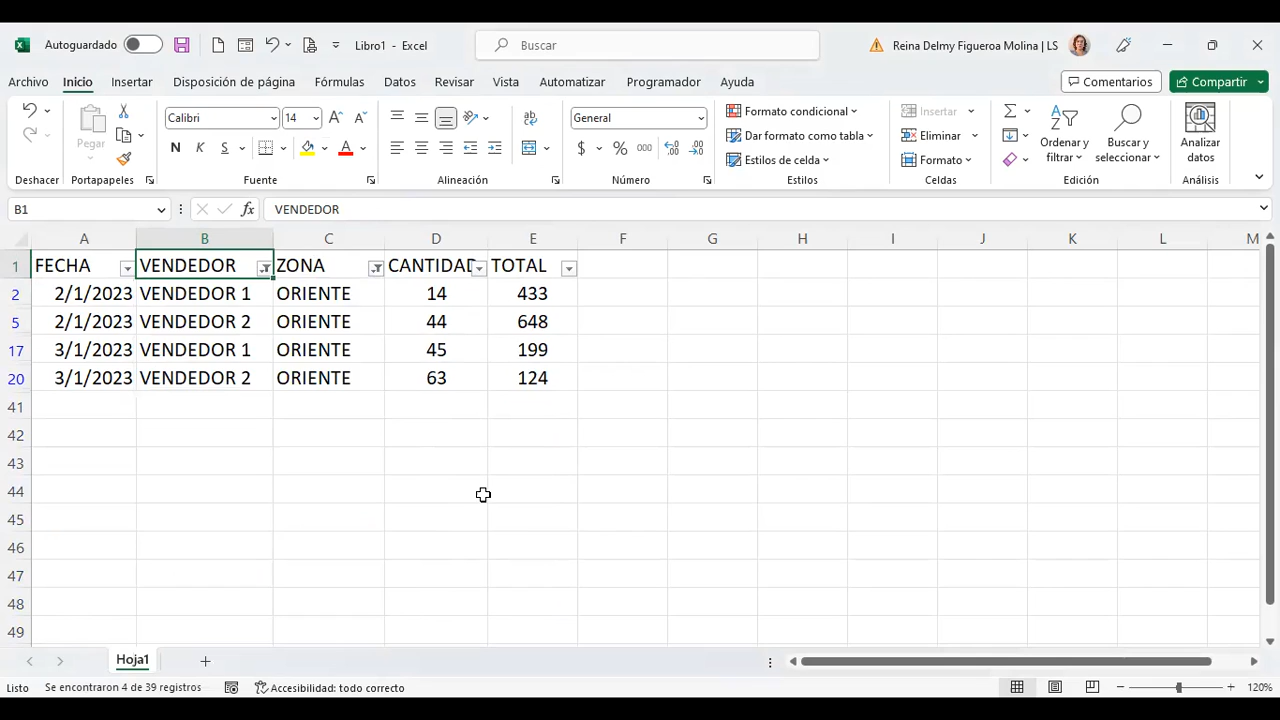 Autoguardado Libro1 - Excel Buscar Reina Delmy Figueroa Molina | LS
Archivo Inicio Insertar Disposición de página Fórmulas Datos Revisar Vista Automatizar Programador Ayuda Comentarios Compartir
Pegar Calibri 14 General Formato condicional Insertar Ordenar y Buscar y Analizar
Dar formato como tabla Eliminar filtrar seleccionar datos
N K S A $ % 000 Estilos de celda Formato
Deshacer Portapapeles Fuente Alineación Número Estilos Celdas Edición Análisis
B1 fx VENDEDOR
A B C D E F G H I J K L M
1 FECHA VENDEDOR ZONA CANTIDAD TOTAL
2 2/1/2023 VENDEDOR 1 ORIENTE 14 433
5 2/1/2023 VENDEDOR 2 ORIENTE 44 648
17 3/1/2023 VENDEDOR 1 ORIENTE 45 199
20 3/1/2023 VENDEDOR 2 ORIENTE 63 124
41
42
43
44
45
46
47
48
49
Hoja1
Listo Se encontraron 4 de 39 registros Accesibilidad: todo correcto 120%